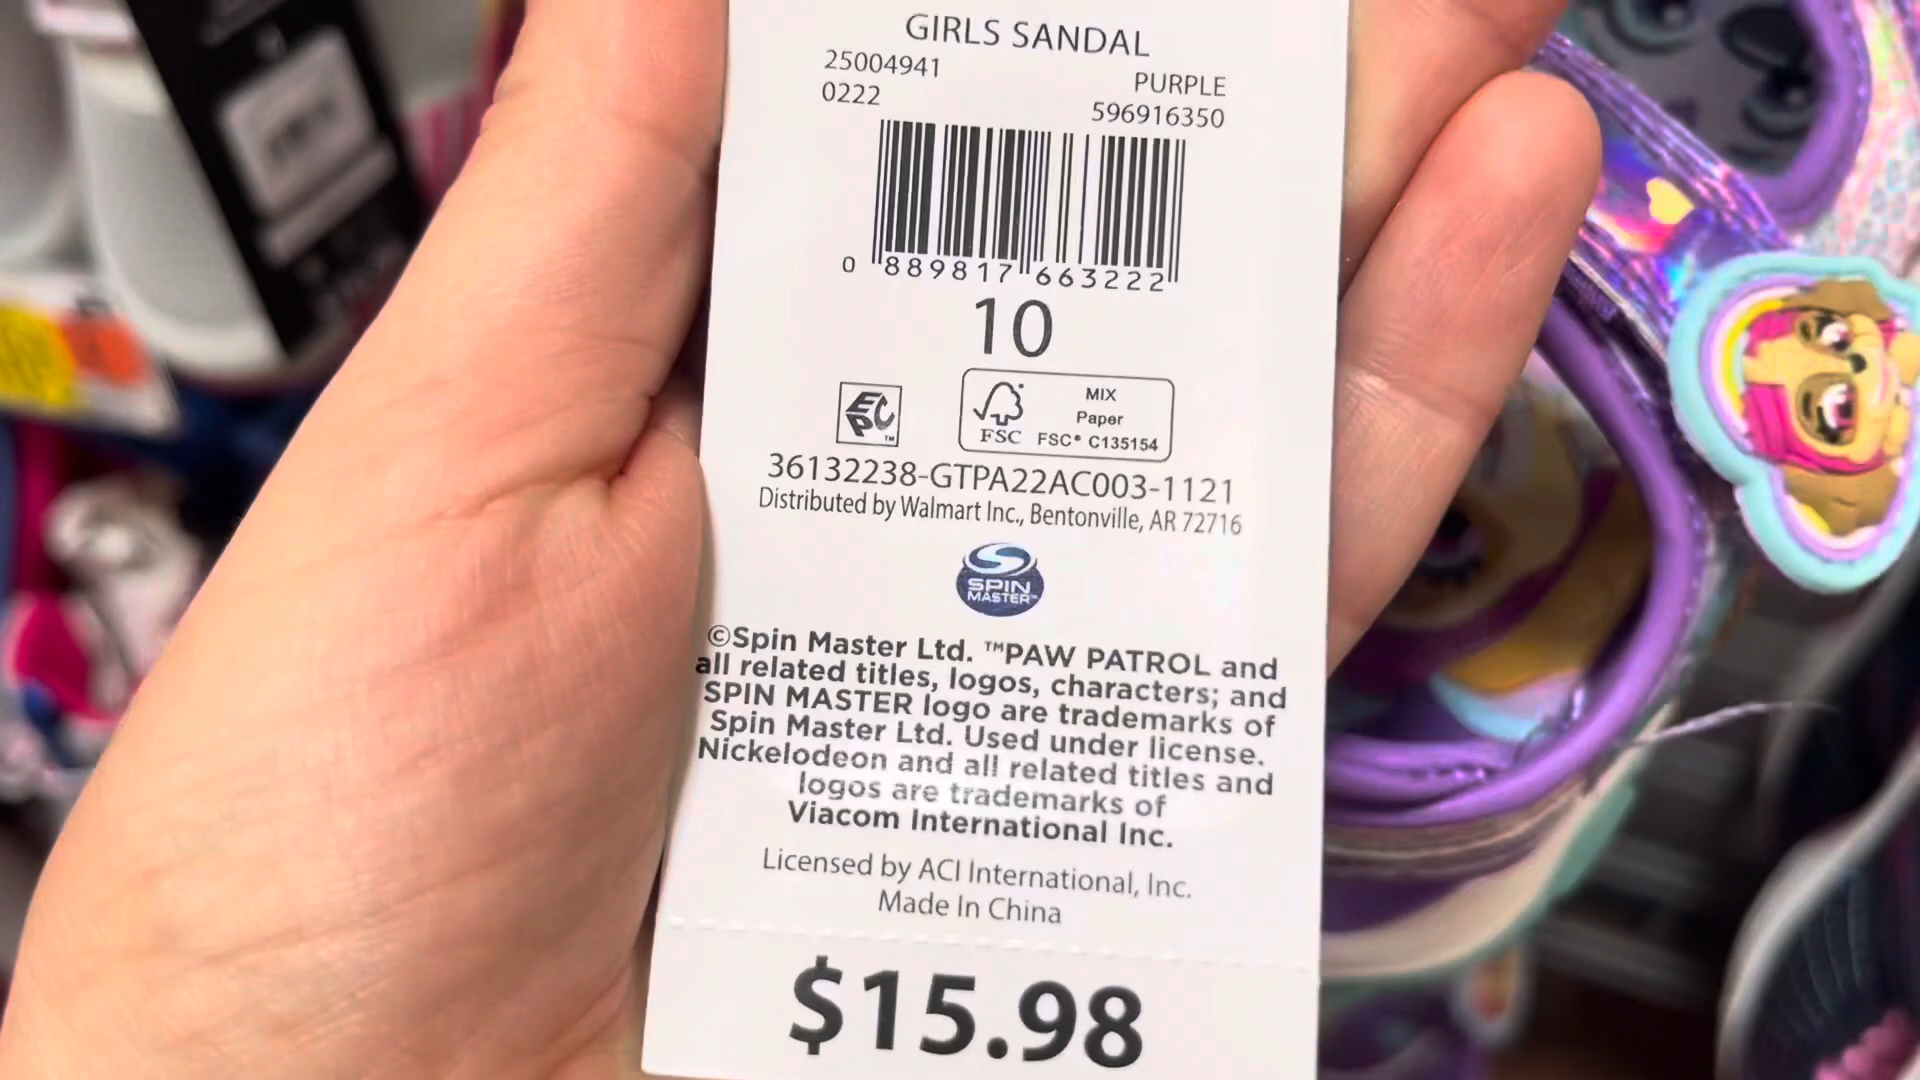 GIRLS SANDAL
25004941
PURPLE
0222
596916350
0 889817 663222
10
EPC™
FSC
MIX
Paper
FSC® C135154
36132238-GTPA22AC003-1121
Distributed by Walmart Inc., Bentonville, AR 72716
SPIN
MASTER™
©Spin Master Ltd. ™PAW PATROL and
all related titles, logos, characters; and
SPIN MASTER logo are trademarks of
Spin Master Ltd. Used under license.
Nickelodeon and all related titles and
logos are trademarks of
Viacom International Inc.
Licensed by ACI International, Inc.
Made In China
$15.98